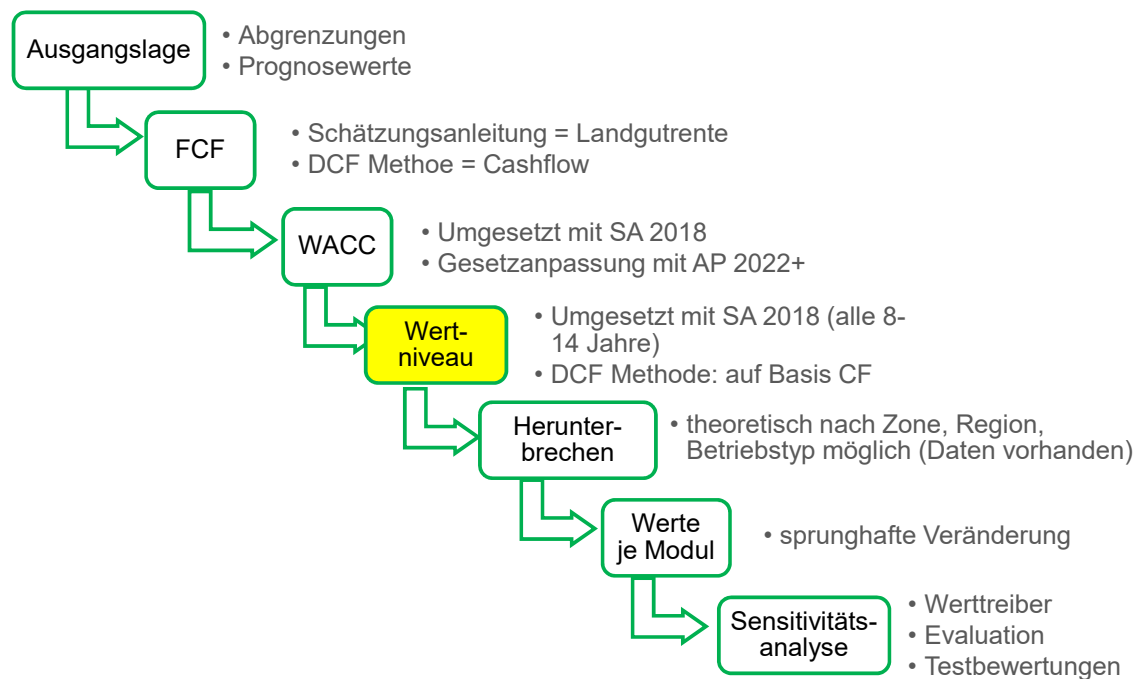 Ausgangslage
• Abgrenzungen
• Prognosewerte
FCF
• Schätzungsanleitung = Landgutrente
• DCF Methoe = Cashflow
WACC
• Umgesetzt mit SA 2018
• Gesetzanpassung mit AP 2022+
Wert-
niveau
• Umgesetzt mit SA 2018 (alle 8-
14 Jahre)
• DCF Methode: auf Basis CF
Herunter-
brechen
• theoretisch nach Zone, Region,
Betriebstyp möglich (Daten vorhanden)
Werte
je Modul
• sprunghafte Veränderung
Sensitivitäts-
analyse
• Werttreiber
• Evaluation
• Testbewertungen